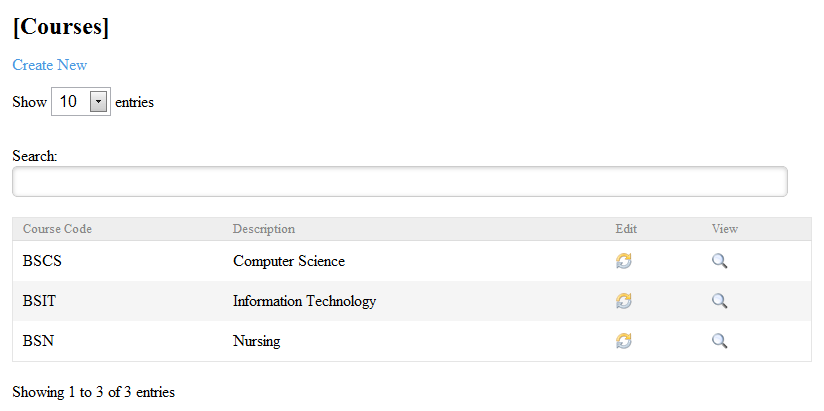 [Courses]
Create New
Show 10 entries
Search:
Course Code Description Edit View
BSCS Computer Science
BSIT Information Technology
BSN Nursing
Showing 1 to 3 of 3 entries